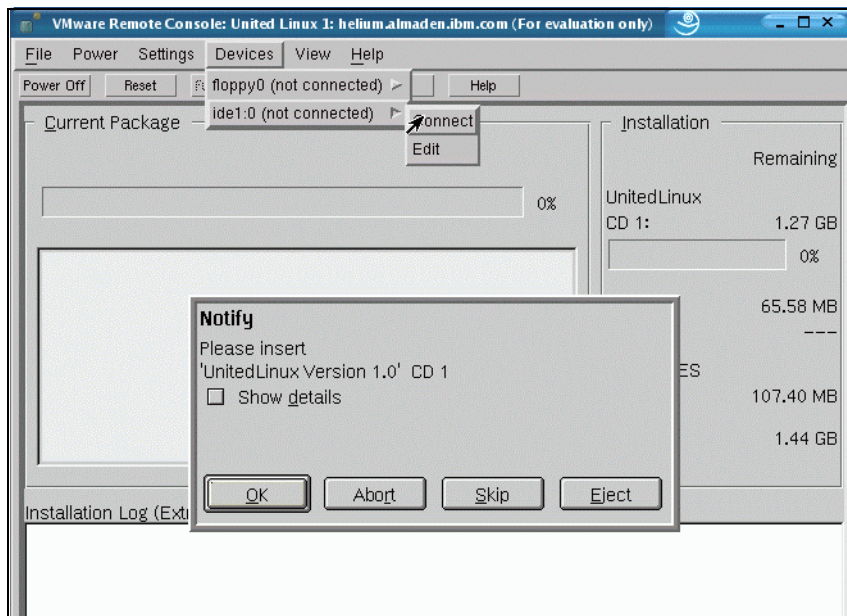 VMware Remote Console: United Linux 1: helium.almaden.ibm.com (For evaluation only)
File Power Settings Devices View Help
Power Off Reset floppy0 (not connected) Help
ide1:0 (not connected) Connect
Edit
Current Package
0%
Installation
Remaining
UnitedLinux
CD 1: 1.27 GB
0%
65.58 MB
---
ES
107.40 MB
1.44 GB
Notify
Please insert
'UnitedLinux Version 1.0' CD 1
Show details
OK Abort Skip Eject
Installation Log (Ext